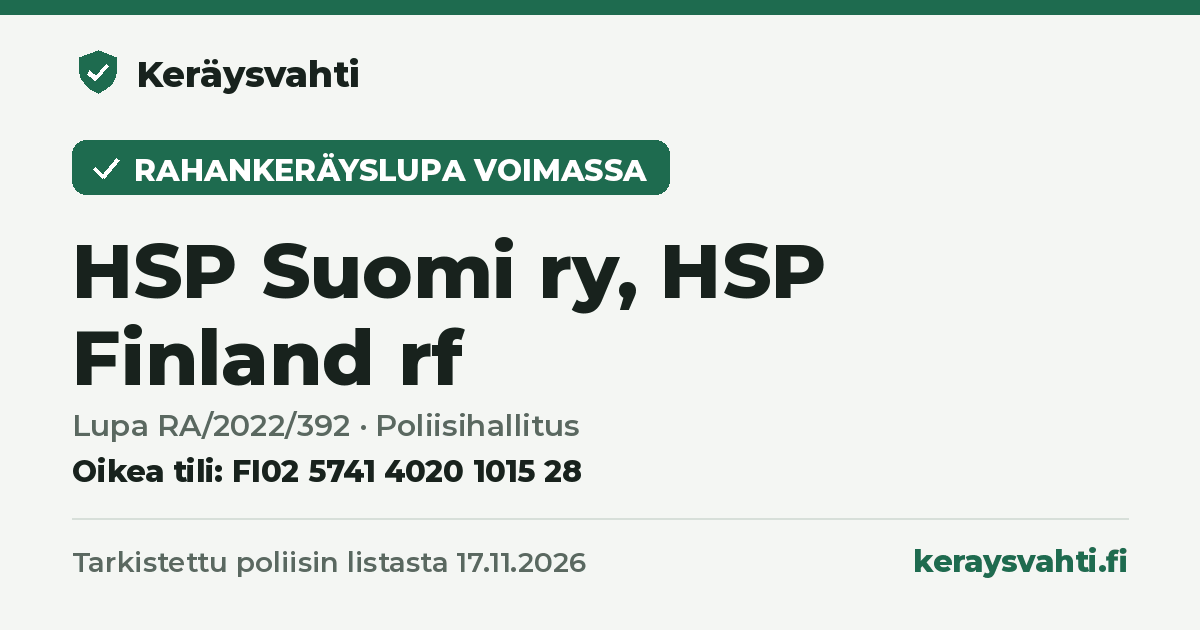 Keräysvahti
RAHANKERÄYSLUPA VOIMASSA
HSP Suomi ry, HSP
Finland rf
Lupa RA/2022/392 · Poliisihallitus
Oikea tili: FI02 5741 4020 1015 28
Tarkistettu poliisin listasta 17.11.2026
keraysvahti.fi